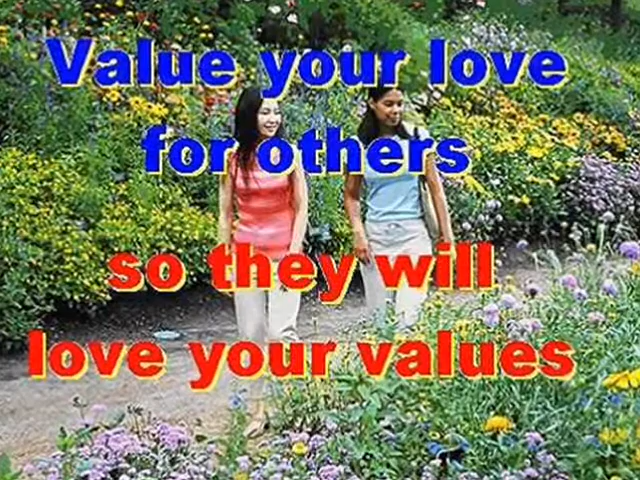 Value your love
for others
so they will
love your values